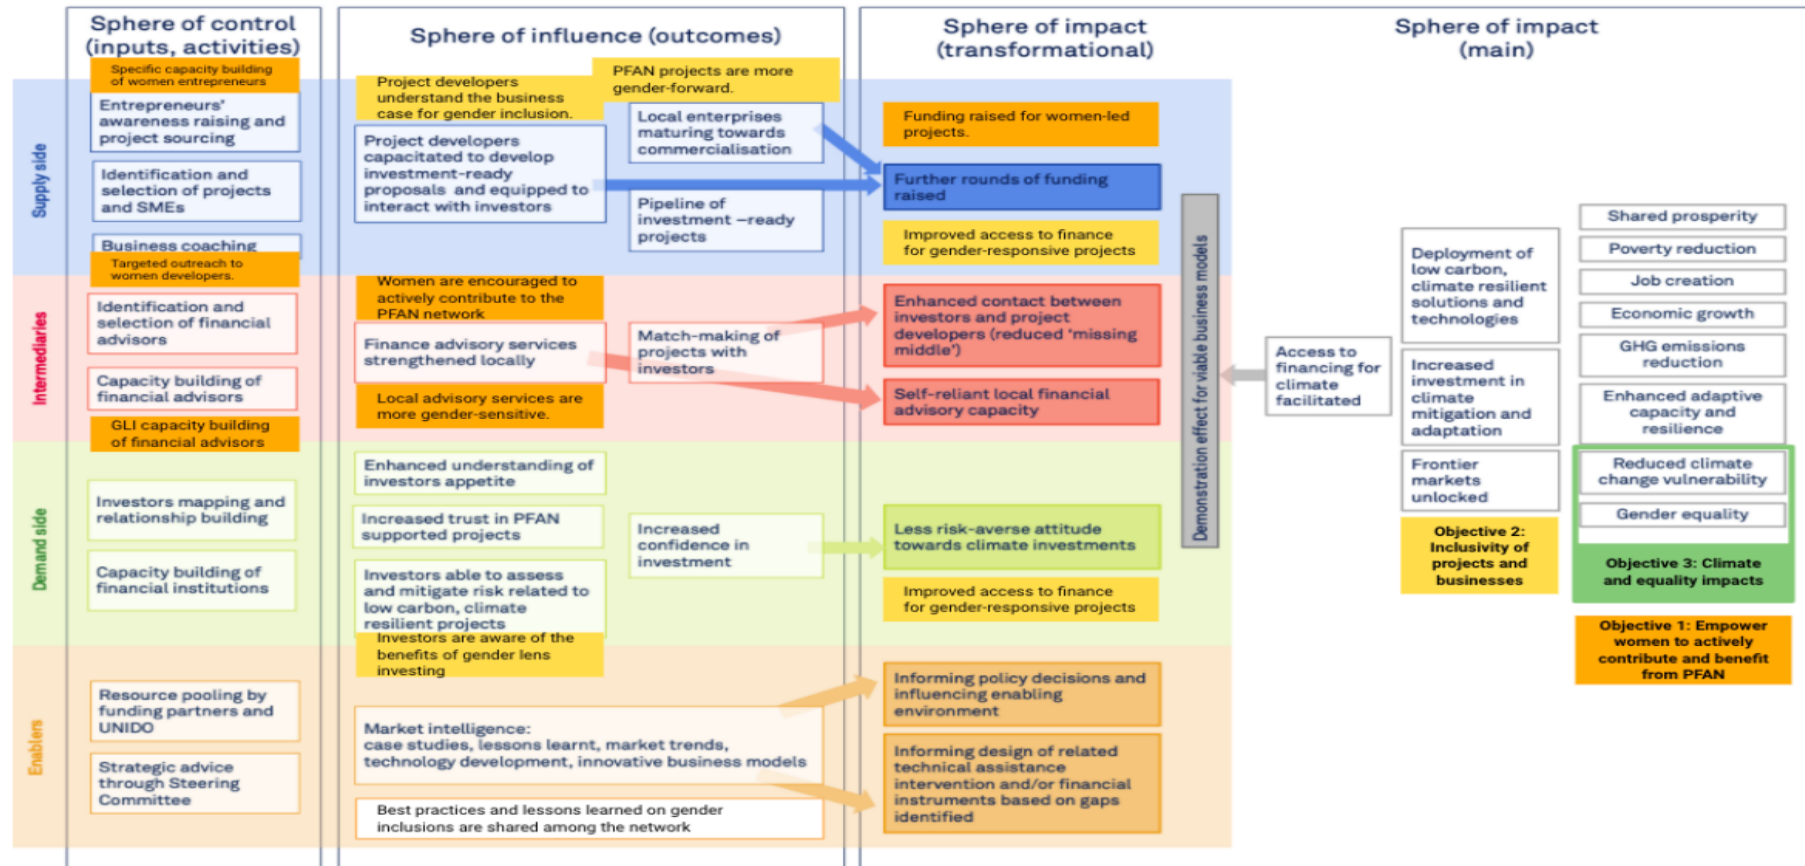 Sphere of control
(inputs, activities)
Sphere of influence (outcomes)
Sphere of impact
(transformational)
Sphere of impact
(main)
Supply side
Specific capacity building
of women entrepreneurs
Entrepreneurs'
awareness raising and
project sourcing
Identification and
selection of projects
and SMEs
Business coaching
Targeted outreach to
women developers.
Project developers
understand the business
case for gender inclusion.
Project developers
capacitated to develop
investment-ready
proposals and equipped to
interact with investors
PFAN projects are more
gender-forward.
Local enterprises
maturing towards
commercialisation
Pipeline of
investment –ready
projects
Funding raised for women-led
projects.
Further rounds of funding
raised
Improved access to finance
for gender-responsive projects
Intermediaries
Identification and
selection of financial
advisors
Capacity building of
financial advisors
GLI capacity building
of financial advisors
Women are encouraged to
actively contribute to the
PFAN network
Finance advisory services
strengthened locally
Local advisory services are
more gender-sensitive.
Match-making of
projects with
investors
Enhanced contact between
investors and project
developers (reduced 'missing
middle')
Self-reliant local financial
advisory capacity
Demand side
Investors mapping and
relationship building
Capacity building of
financial institutions
Enhanced understanding of
investors appetite
Increased trust in PFAN
supported projects
Investors able to assess
and mitigate risk related to
low carbon, climate
resilient projects
Investors are aware of the
benefits of gender lens
investing
Increased
confidence in
investment
Less risk-averse attitude
towards climate investments
Improved access to finance
for gender-responsive projects
Enablers
Resource pooling by
funding partners and
UNIDO
Strategic advice
through Steering
Committee
Market intelligence:
case studies, lessons learnt, market trends,
technology development, innovative business models
Best practices and lessons learned on gender
inclusions are shared among the network
Informing policy decisions and
influencing enabling
environment
Informing design of related
technical assistance
intervention and/or financial
instruments based on gaps
identified
Demonstration effect for viable business models
Access to
financing for
climate
facilitated
Deployment of
low carbon,
climate resilient
solutions and
technologies
Increased
investment in
climate
mitigation and
adaptation
Frontier
markets
unlocked
Objective 2:
Inclusivity of
projects and
businesses
Shared prosperity
Poverty reduction
Job creation
Economic growth
GHG emissions
reduction
Enhanced adaptive
capacity and
resilience
Reduced climate
change vulnerability
Gender equality
Objective 3: Climate
and equality impacts
Objective 1: Empower
women to actively
contribute and benefit
from PFAN